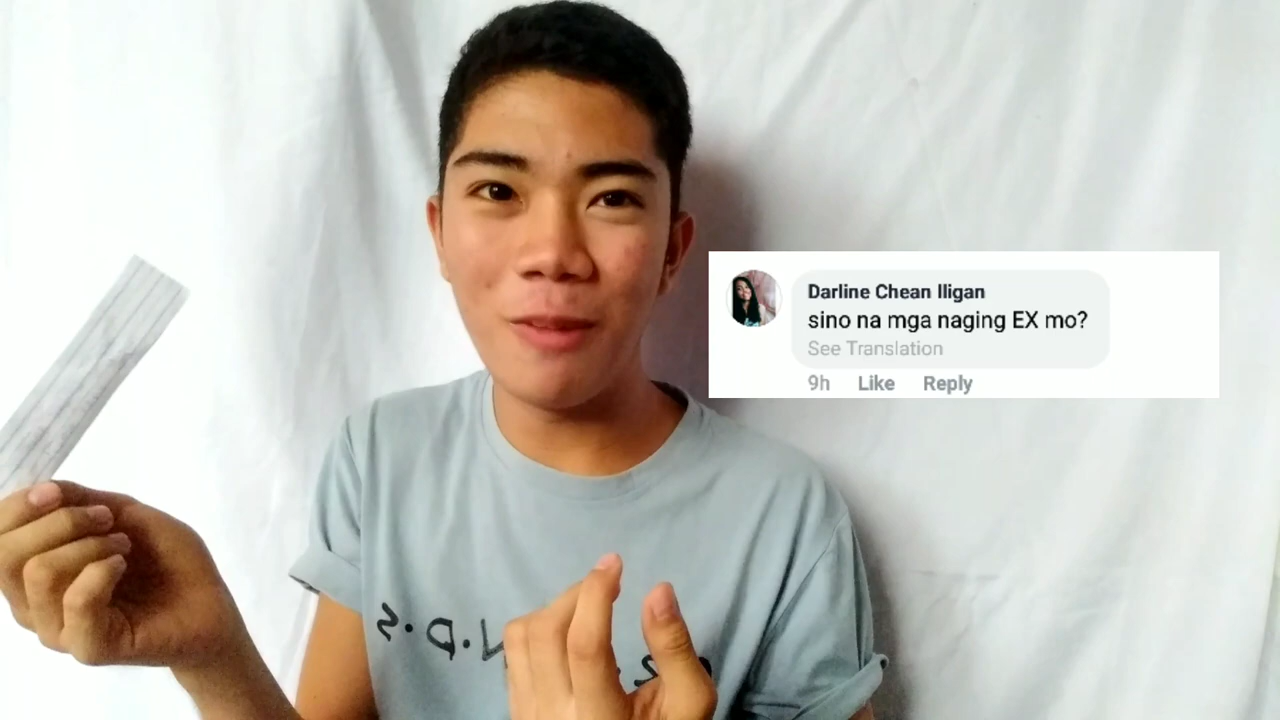 Darline Chean Iligan
sino na mga naging EX mo?
See Translation
9h Like Reply